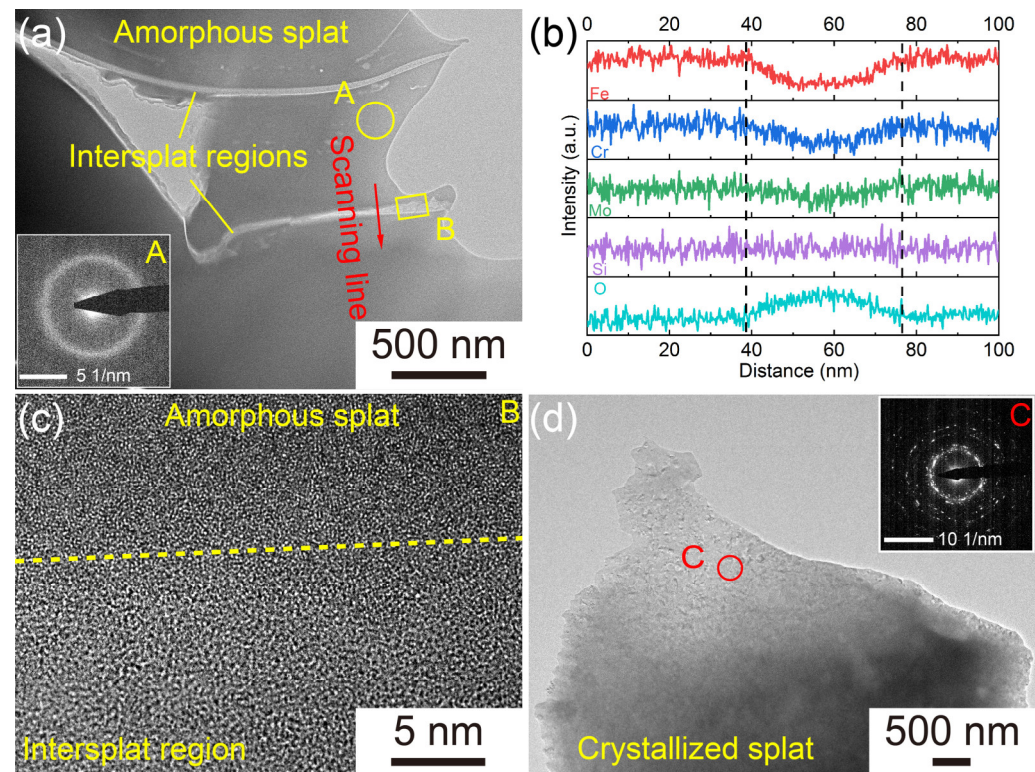 (a)
Amorphous splat
A
Intersplat regions
Scanning line
B
A
5 1/nm
500 nm
(b)
0 20 40 60 80 100
Intensity (a.u.)
Fe
Cr
Mo
Si
O
0 20 40 60 80 100
Distance (nm)
(c)
Amorphous splat
B
Intersplat region
5 nm
(d)
C
10 1/nm
C
Crystallized splat
500 nm